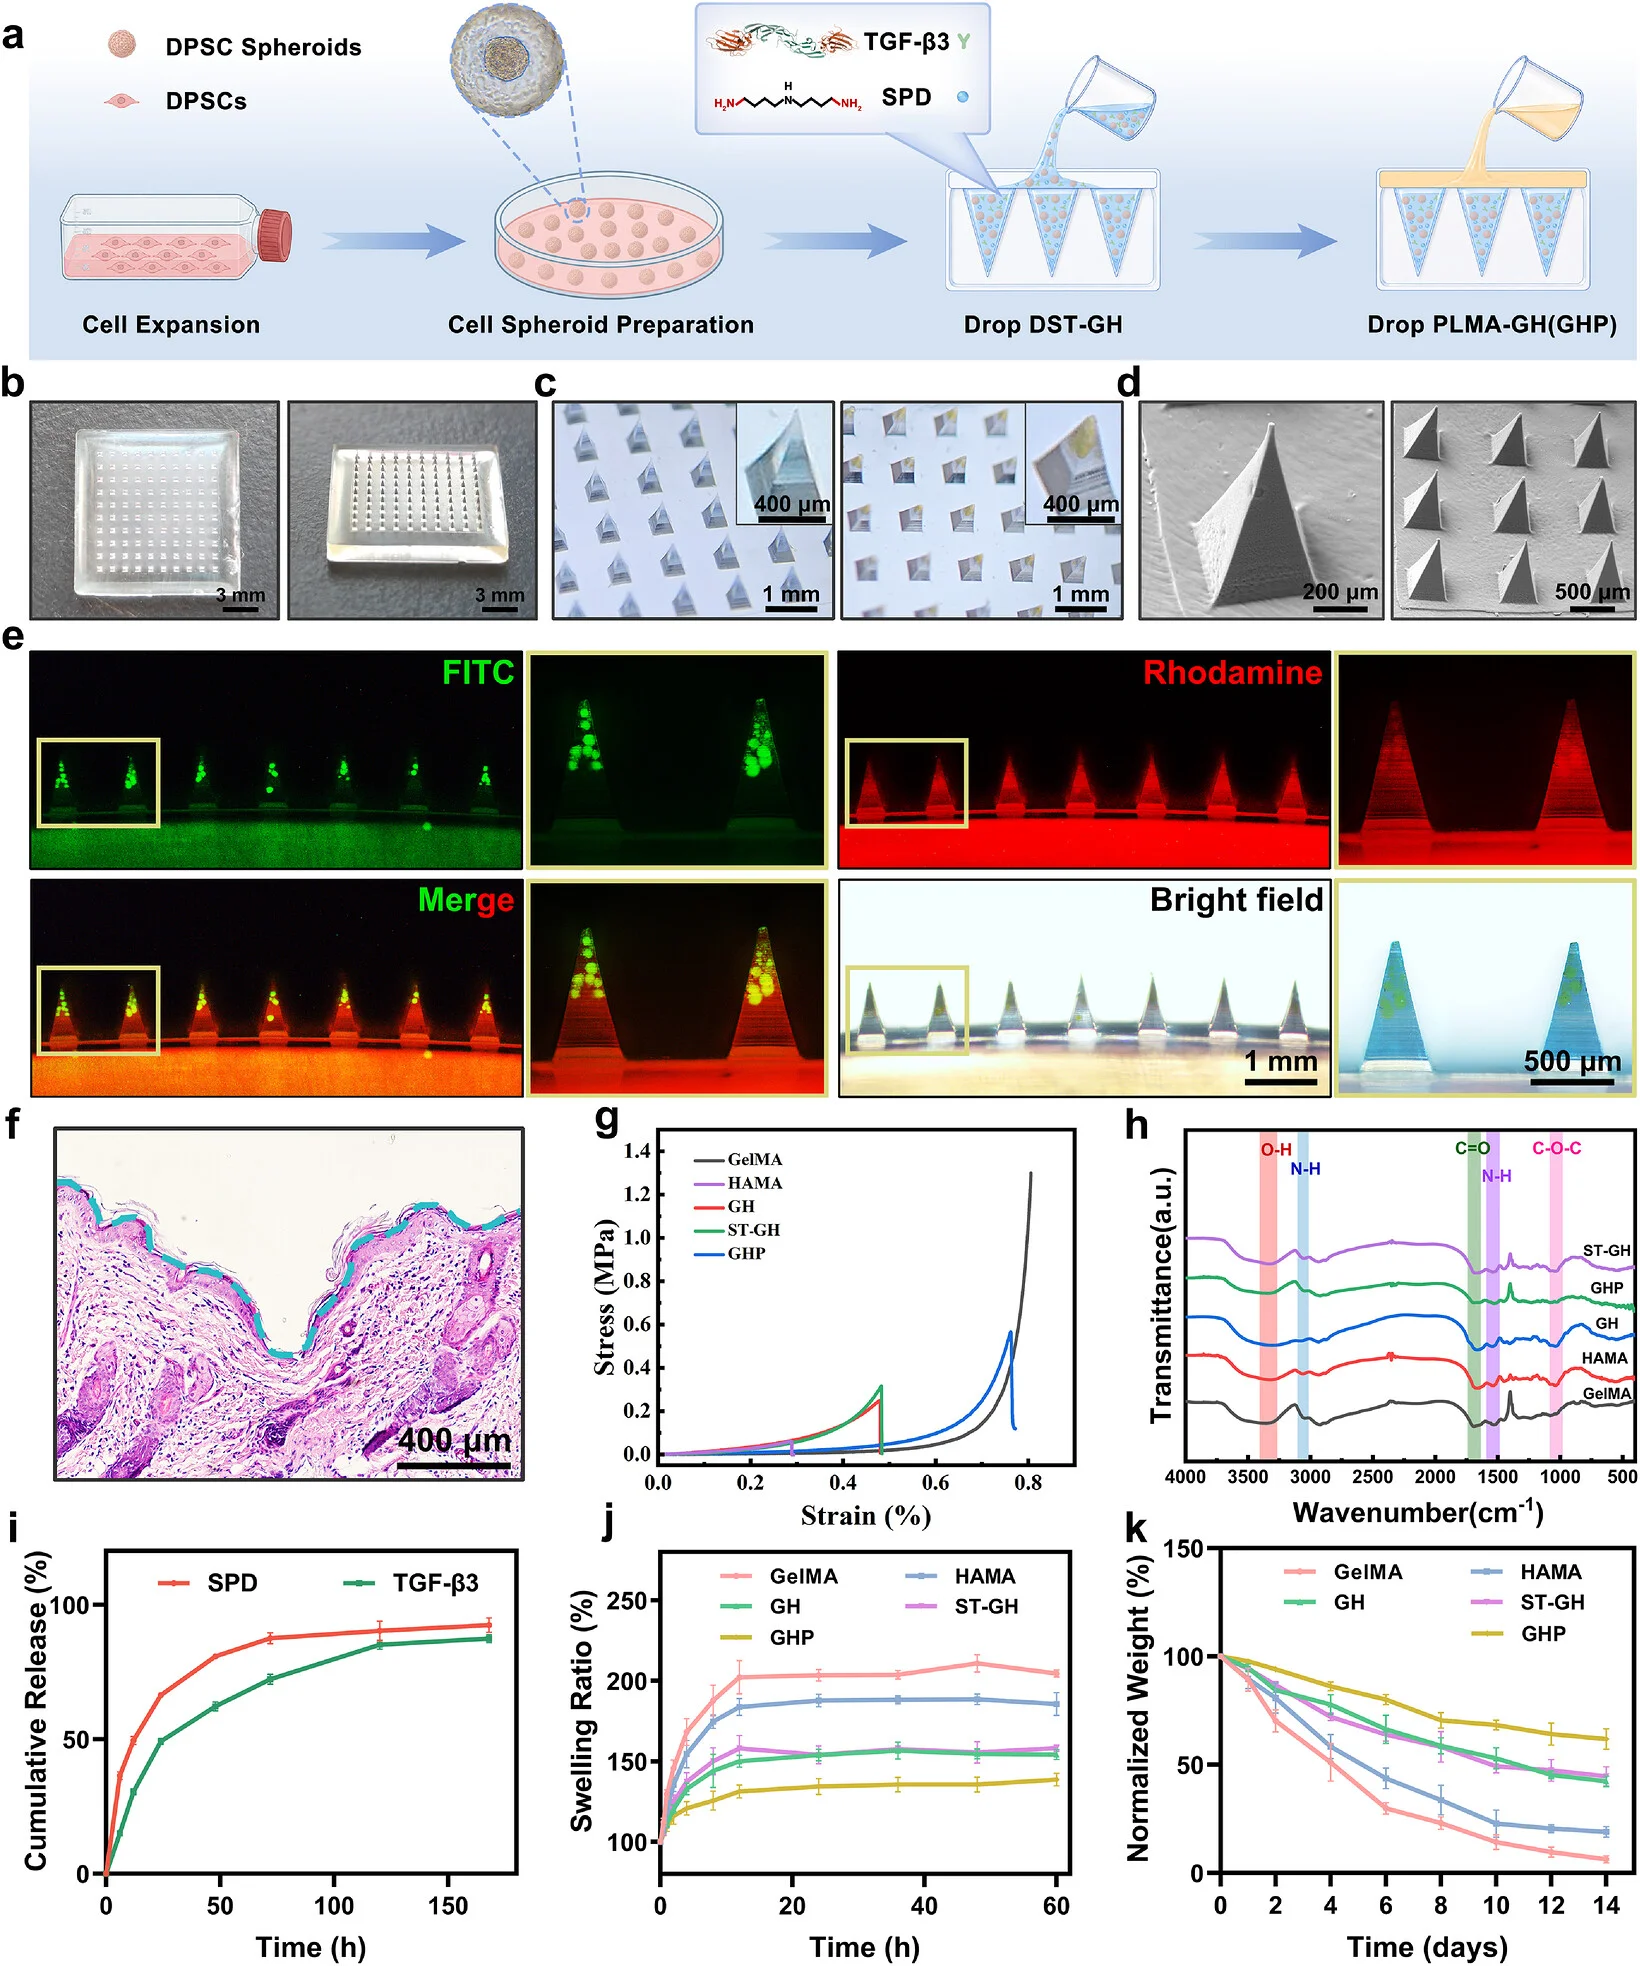 a
DPSC Spheroids
DPSCs
TGF-β3
H₂N
H
N
NH₂
SPD
Cell Expansion
Cell Spheroid Preparation
Drop DST-GH
Drop PLMA-GH(GHP)
b
3 mm
3 mm
c
400 μm
1 mm
400 μm
1 mm
d
200 μm
500 μm
e
FITC
Rhodamine
Merge
Bright field
1 mm
500 μm
f
400 μm
g
GelMA
HAMA
GH
ST-GH
GHP
1.4
1.2
1.0
0.8
0.6
0.4
0.2
0.0
0.0 0.2 0.4 0.6 0.8
Stress (MPa)
Strain (%)
h
O-H
N-H
C=O
N-H
C-O-C
ST-GH
GHP
GH
HAMA
GelMA
4000 3500 3000 2500 2000 1500 1000 500
Transmittance(a.u.)
Wavenumber(cm⁻¹)
i
SPD
TGF-β3
100
50
0
0 50 100 150
Cumulative Release (%)
Time (h)
j
GelMA
HAMA
GH
ST-GH
GHP
250
200
150
100
0 20 40 60
Swelling Ratio (%)
Time (h)
k
GelMA
HAMA
GH
ST-GH
GHP
150
100
50
0
0 2 4 6 8 10 12 14
Normalized Weight (%)
Time (days)